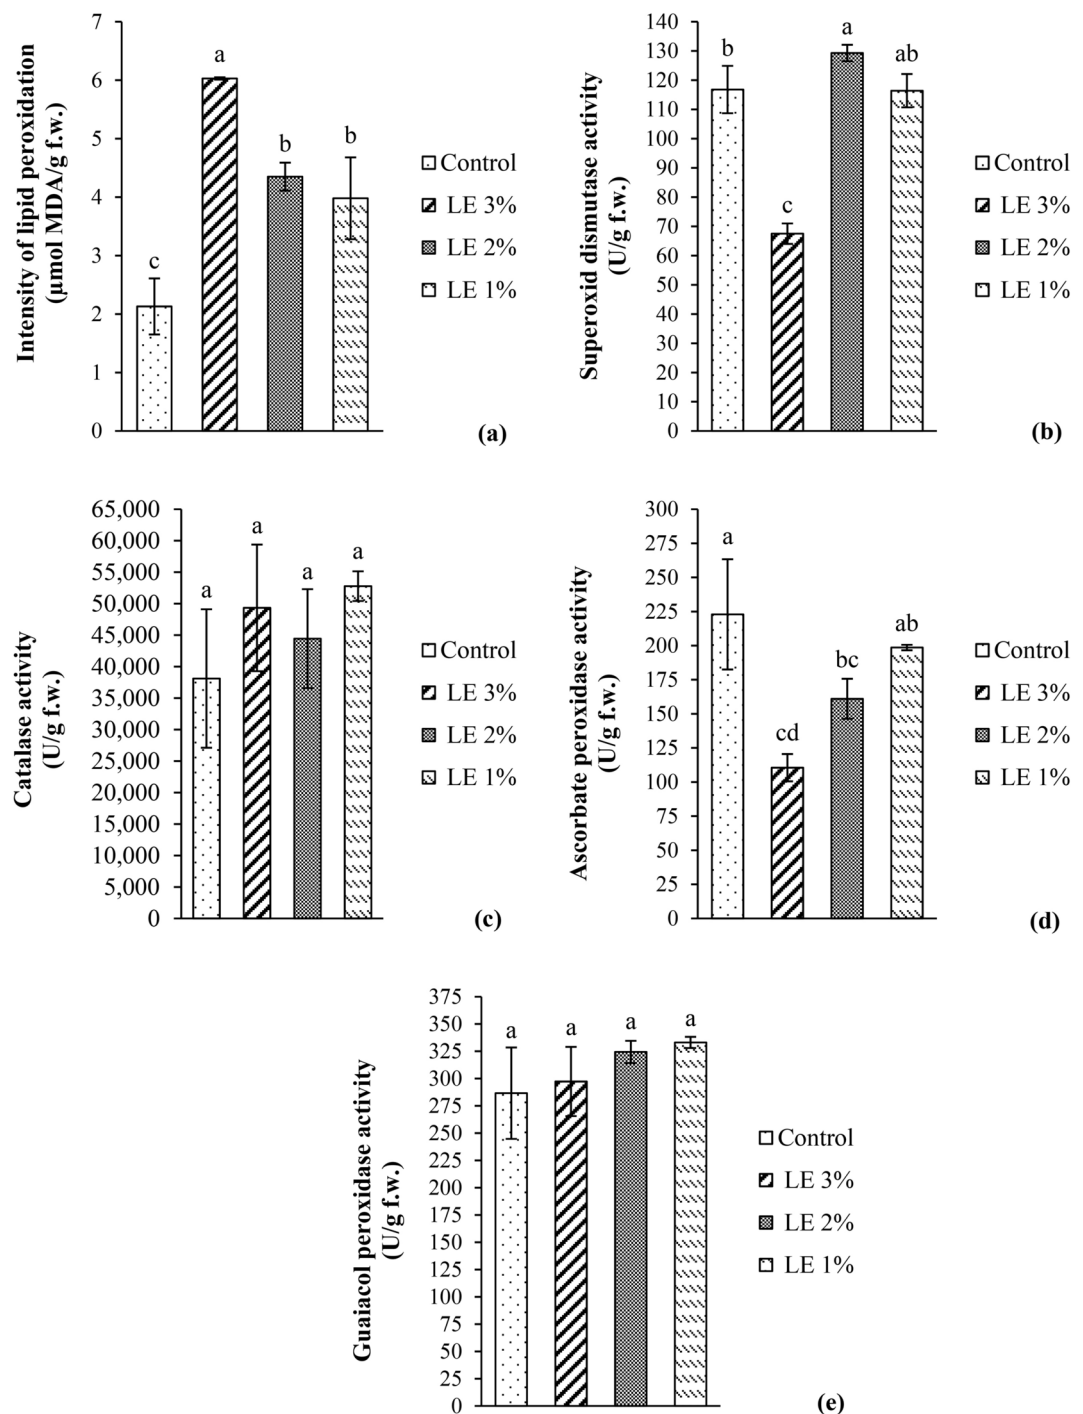 Intensity of lipid peroxidation
(µmol MDA/g f.w.)
7
6
5
4
3
2
1
0
c
a
b
b
Control
LE 3%
LE 2%
LE 1%
(a)
Superoxid dismutase activity
(U/g f.w.)
140
130
120
110
100
90
80
70
60
50
40
30
20
10
0
b
c
a
ab
Control
LE 3%
LE 2%
LE 1%
(b)
Catalase activity
(U/g f.w.)
65,000
60,000
55,000
50,000
45,000
40,000
35,000
30,000
25,000
20,000
15,000
10,000
5,000
0
a
a
a
a
Control
LE 3%
LE 2%
LE 1%
(c)
Ascorbate peroxidase activity
(U/g f.w.)
300
275
250
225
200
175
150
125
100
75
50
25
0
a
cd
bc
ab
Control
LE 3%
LE 2%
LE 1%
(d)
Guaiacol peroxidase activity
(U/g f.w.)
375
350
325
300
275
250
225
200
175
150
125
100
75
50
25
0
a
a
a
a
Control
LE 3%
LE 2%
LE 1%
(e)